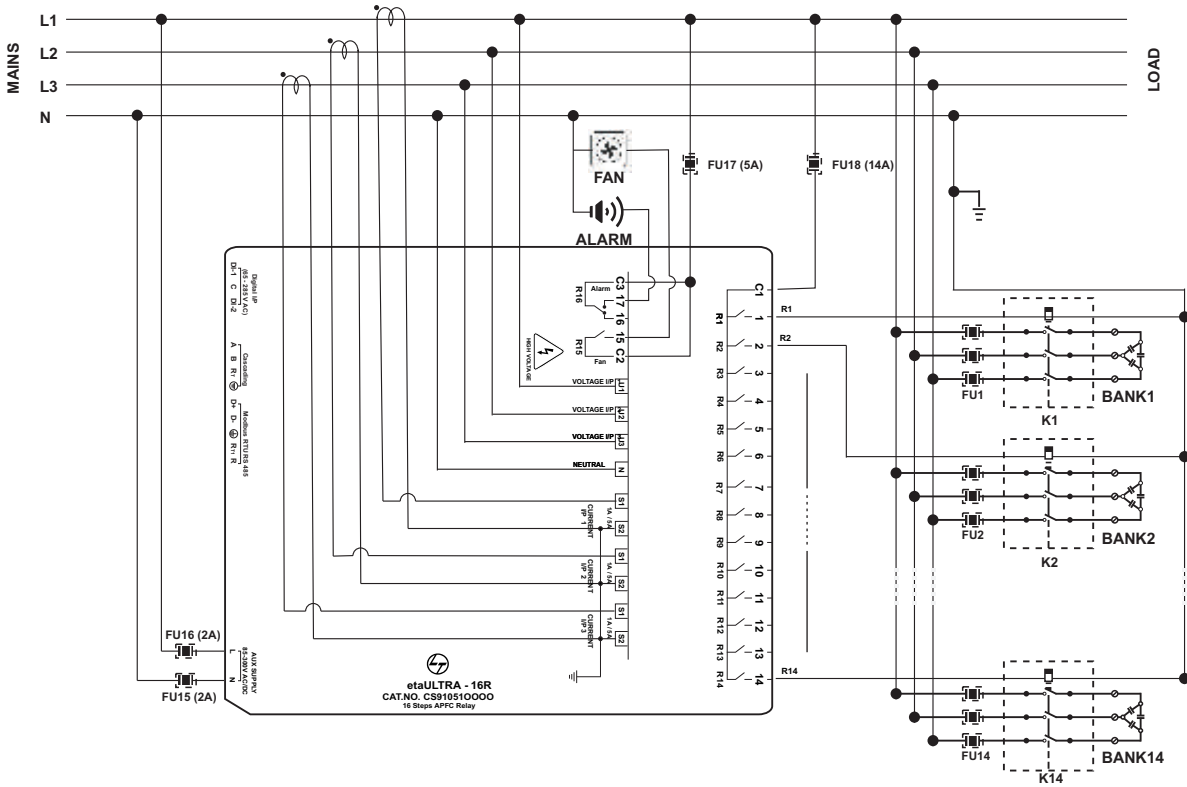 MAINS
L1
L2
L3
N
LOAD
FAN
ALARM
FU17 (5A)
FU18 (14A)
Digital I/P
(65 - 285 V AC)
DI-1 C DI-2
Cascading
A B RT
Modbus RTU RS 485
D+ D- RT1 R
AUX SUPPLY
85-300V AC/DC
L N
FU16 (2A)
FU15 (2A)
HIGH VOLTAGE
C3
Alarm
17
R16
16
15
R15
C2
Fan
VOLTAGE I/P U1
VOLTAGE I/P U2
VOLTAGE I/P U3
NEUTRAL N
S1
CURRENT I/P 1
1A / 5A
S2
S1
CURRENT I/P 2
1A / 5A
S2
S1
CURRENT I/P 3
1A / 5A
S2
etaULTRA - 16R
CAT.NO. CS91051OOOO
16 Steps APFC Relay
C1
R1 1 R1
R2 2 R2
R3 3
R4 4
R5 5
R6 6
R7 7
R8 8
R9 9
R10 10
R11 11
R12 12
R13 13
R14 14 R14
FU1
K1
BANK1
FU2
K2
BANK2
FU14
K14
BANK14